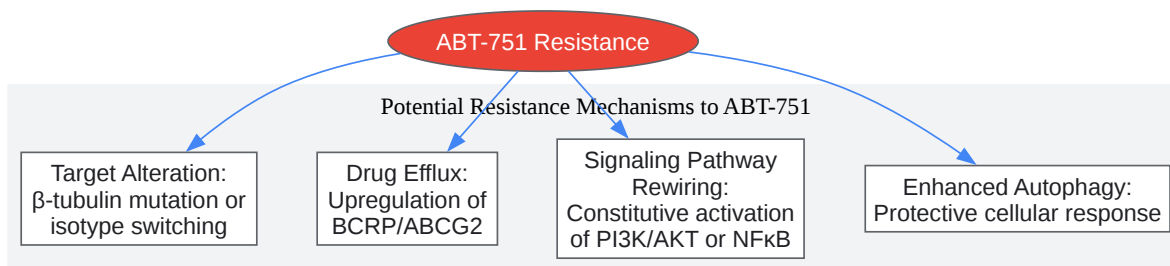 ABT-751 Resistance
Potential Resistance Mechanisms to ABT-751
Target Alteration:
β-tubulin mutation or
isotype switching
Drug Efflux:
Upregulation of
BCRP/ABCG2
Signaling Pathway
Rewiring:
Constitutive activation
of PI3K/AKT or NFκB
Enhanced Autophagy:
Protective cellular response